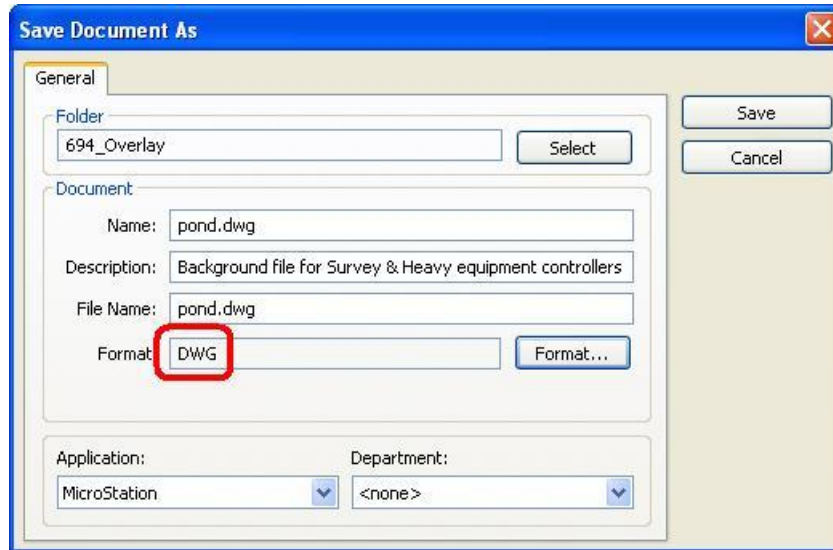 Save Document As
General
Folder
694_Overlay
Select
Save
Cancel
Document
Name: pond.dwg
Description: Background file for Survey & Heavy equipment controllers
File Name: pond.dwg
Format DWG
Format...
Application:
Department:
MicroStation
<none>